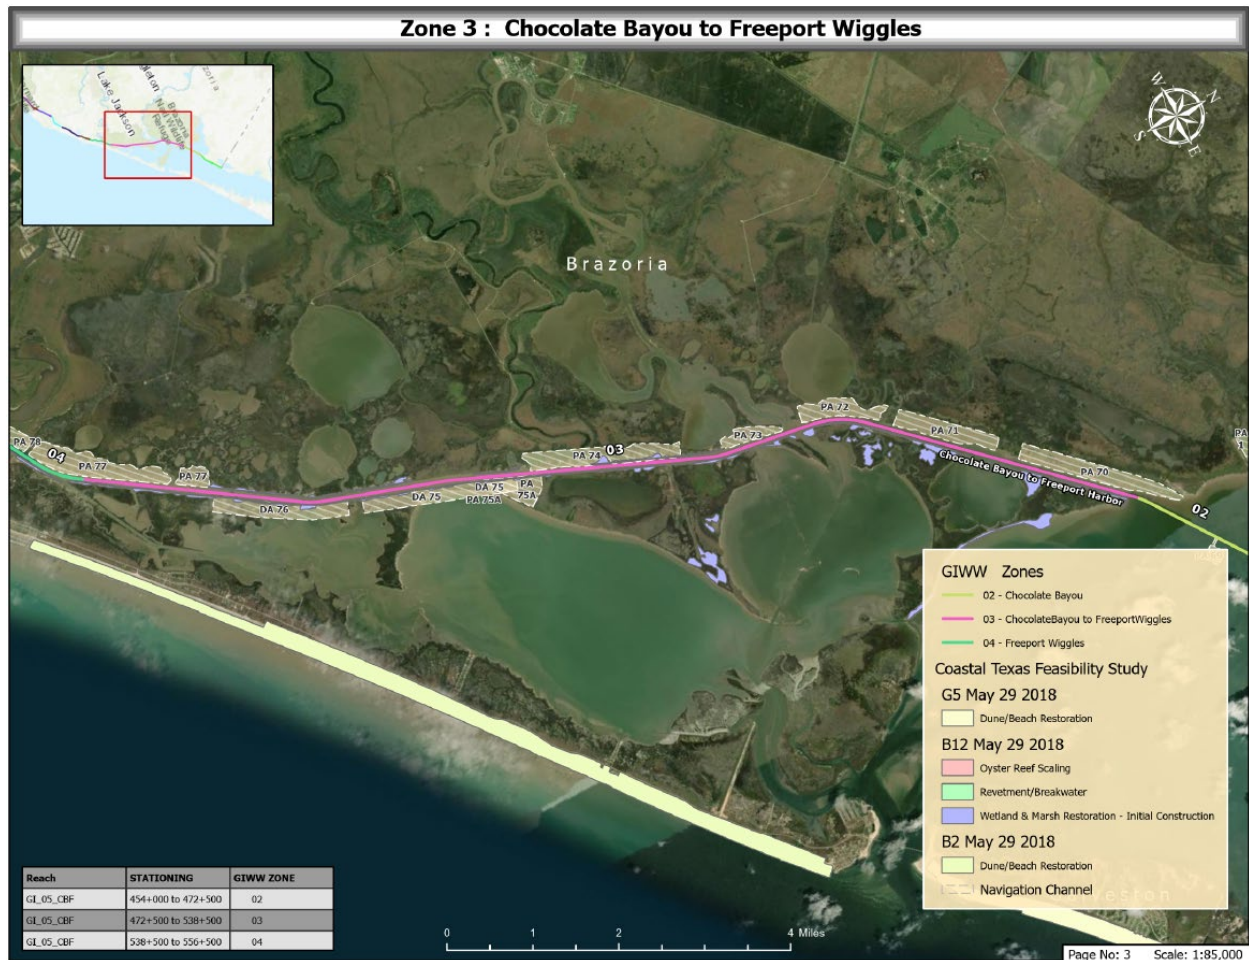 Zone 3 : Chocolate Bayou to Freeport Wiggles
Lake Jackson
Brazoria
W
N
S
E
Brazoria
PA 78
04
PA 77
PA 77
DA 76
DA 75
DA 75
PA 75A
PA 75A
PA 74
03
PA 73
PA 72
PA 71
PA 70
Chocolate Bayou to Freeport Harbor
02
GIWW Zones
02 - Chocolate Bayou
03 - ChocolateBayou to FreeportWiggles
04 - Freeport Wiggles
Coastal Texas Feasibility Study
G5 May 29 2018
Dune/Beach Restoration
B12 May 29 2018
Oyster Reef Scaling
Revetment/Breakwater
Wetland & Marsh Restoration - Initial Construction
B2 May 29 2018
Dune/Beach Restoration
Navigation Channel
Reach STATIONING GIWW ZONE
GI_05_CBF 454+000 to 472+500 02
GI_05_CBF 472+500 to 538+500 03
GI_05_CBF 538+500 to 556+500 04
0 1 2 4 Miles
Page No: 3 Scale: 1:85,000